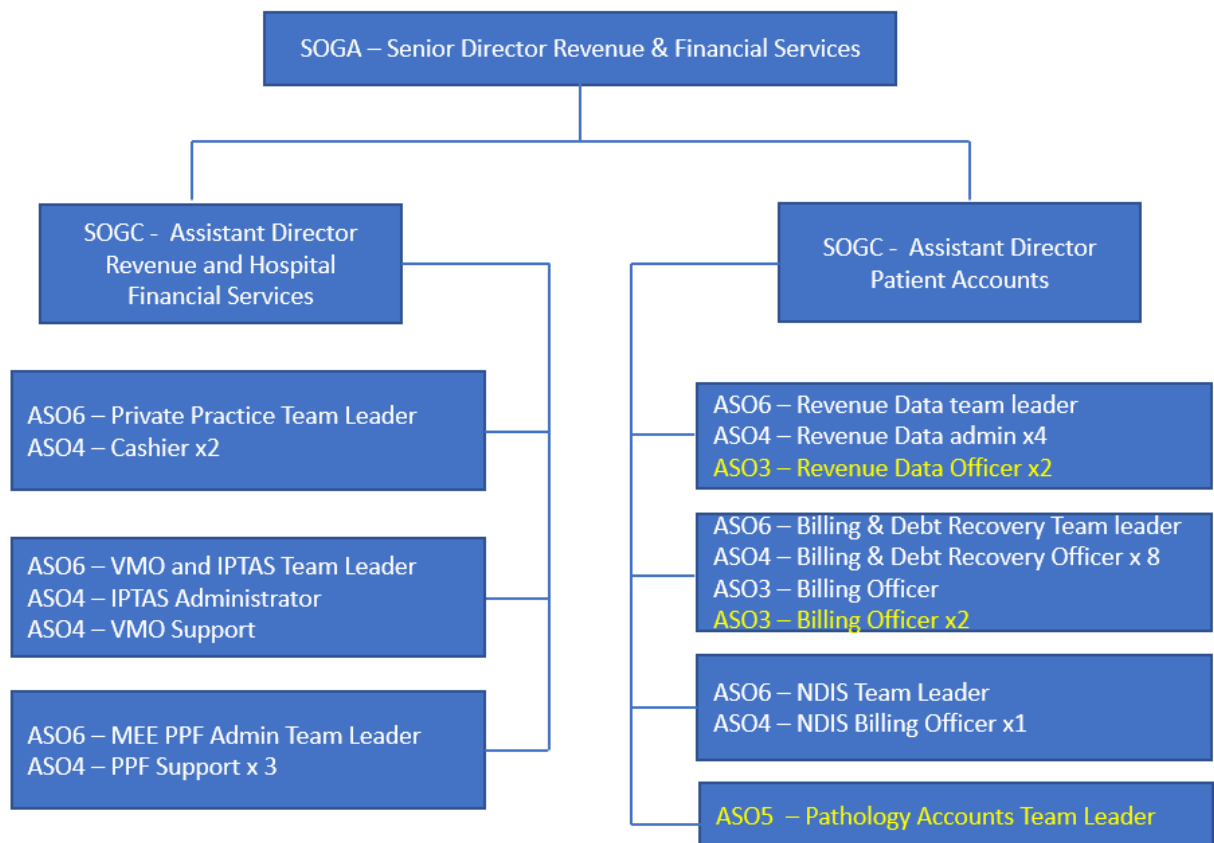 SOGA – Senior Director Revenue & Financial Services
SOGC -  Assistant Director
Revenue and Hospital
Financial Services
SOGC -  Assistant Director
Patient Accounts
ASO6 – Private Practice Team Leader
ASO4 – Cashier x2
ASO6 – VMO and IPTAS Team Leader
ASO4 – IPTAS Administrator
ASO4 – VMO Support
ASO6 – MEE PPF Admin Team Leader
ASO4 – PPF Support x 3
ASO6 – Revenue Data team leader
ASO4 – Revenue Data admin x4
ASO3 – Revenue Data Officer x2
ASO6 – Billing & Debt Recovery Team leader
ASO4 – Billing & Debt Recovery Officer x 8
ASO3 – Billing Officer
ASO3 – Billing Officer x2
ASO6 – NDIS Team Leader
ASO4 – NDIS Billing Officer x1
ASO5  – Pathology Accounts Team Leader